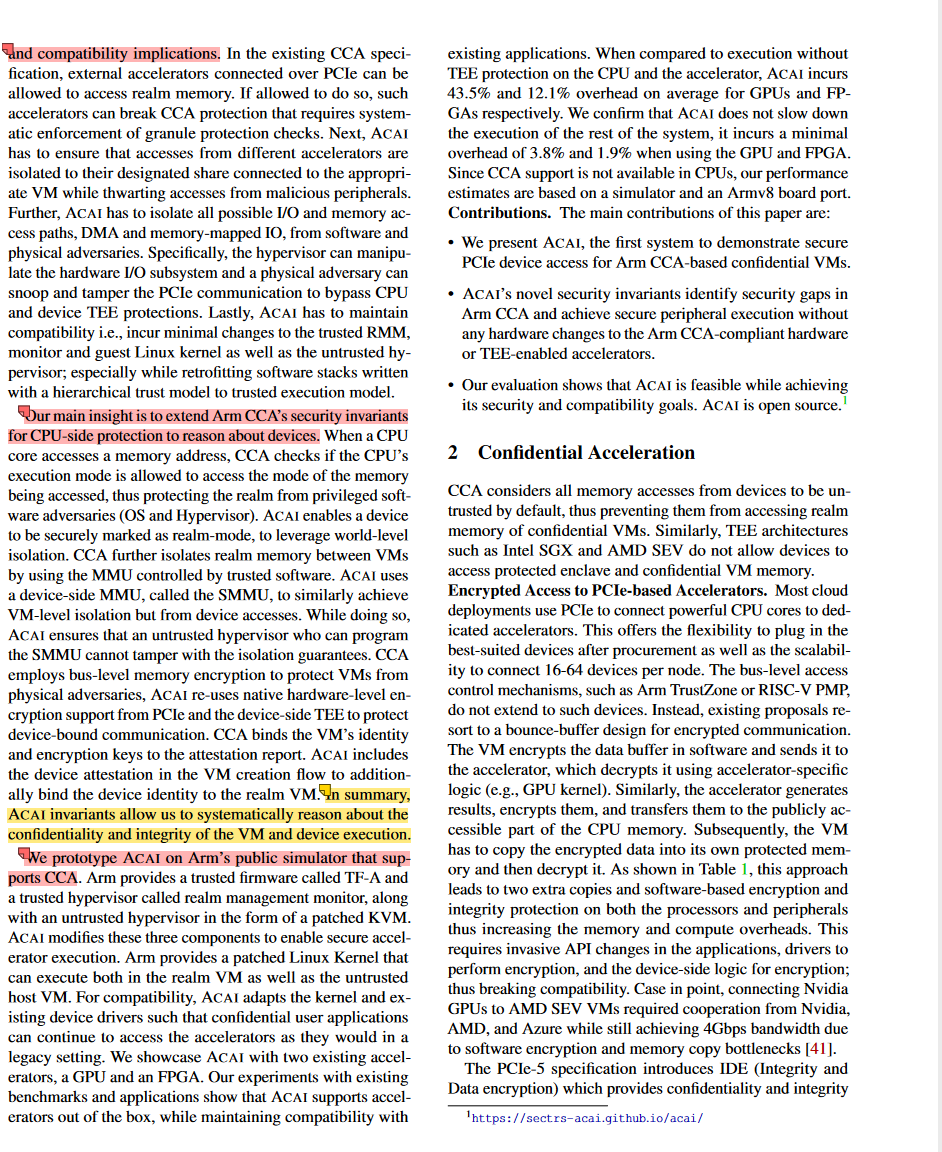 and compatibility implications. In the existing CCA speci-
fication, external accelerators connected over PCIe can be
allowed to access realm memory. If allowed to do so, such
accelerators can break CCA protection that requires system-
atic enforcement of granule protection checks. Next, ACAI
has to ensure that accesses from different accelerators are
isolated to their designated share connected to the appropri-
ate VM while thwarting accesses from malicious peripherals.
Further, ACAI has to isolate all possible I/O and memory ac-
cess paths, DMA and memory-mapped IO, from software and
physical adversaries. Specifically, the hypervisor can manipu-
late the hardware I/O subsystem and a physical adversary can
snoop and tamper the PCIe communication to bypass CPU
and device TEE protections. Lastly, ACAI has to maintain
compatibility i.e., incur minimal changes to the trusted RMM,
monitor and guest Linux kernel as well as the untrusted hy-
pervisor; especially while retrofitting software stacks written
with a hierarchical trust model to trusted execution model.
Our main insight is to extend Arm CCA's security invariants
for CPU-side protection to reason about devices. When a CPU
core accesses a memory address, CCA checks if the CPU's
execution mode is allowed to access the mode of the memory
being accessed, thus protecting the realm from privileged soft-
ware adversaries (OS and Hypervisor). ACAI enables a device
to be securely marked as realm-mode, to leverage world-level
isolation. CCA further isolates realm memory between VMs
by using the MMU controlled by trusted software. ACAI uses
a device-side MMU, called the SMMU, to similarly achieve
VM-level isolation but from device accesses. While doing so,
ACAI ensures that an untrusted hypervisor who can program
the SMMU cannot tamper with the isolation guarantees. CCA
employs bus-level memory encryption to protect VMs from
physical adversaries, ACAI re-uses native hardware-level en-
cryption support from PCIe and the device-side TEE to protect
device-bound communication. CCA binds the VM's identity
and encryption keys to the attestation report. ACAI includes
the device attestation in the VM creation flow to addition-
ally bind the device identity to the realm VM. In summary,
ACAI invariants allow us to systematically reason about the
confidentiality and integrity of the VM and device execution.
We prototype ACAI on Arm's public simulator that sup-
ports CCA. Arm provides a trusted firmware called TF-A and
a trusted hypervisor called realm management monitor, along
with an untrusted hypervisor in the form of a patched KVM.
ACAI modifies these three components to enable secure accel-
erator execution. Arm provides a patched Linux Kernel that
can execute both in the realm VM as well as the untrusted
host VM. For compatibility, ACAI adapts the kernel and ex-
isting device drivers such that confidential user applications
can continue to access the accelerators as they would in a
legacy setting. We showcase ACAI with two existing accel-
erators, a GPU and an FPGA. Our experiments with existing
benchmarks and applications show that ACAI supports accel-
erators out of the box, while maintaining compatibility with
existing applications. When compared to execution without
TEE protection on the CPU and the accelerator, ACAI incurs
43.5% and 12.1% overhead on average for GPUs and FP-
GAs respectively. We confirm that ACAI does not slow down
the execution of the rest of the system, it incurs a minimal
overhead of 3.8% and 1.9% when using the GPU and FPGA.
Since CCA support is not available in CPUs, our performance
estimates are based on a simulator and an Armv8 board port.
Contributions. The main contributions of this paper are:
• We present ACAI, the first system to demonstrate secure
PCIe device access for Arm CCA-based confidential VMs.
• ACAI's novel security invariants identify security gaps in
Arm CCA and achieve secure peripheral execution without
any hardware changes to the Arm CCA-compliant hardware
or TEE-enabled accelerators.
• Our evaluation shows that ACAI is feasible while achieving
its security and compatibility goals. ACAI is open source.1
2 Confidential Acceleration
CCA considers all memory accesses from devices to be un-
trusted by default, thus preventing them from accessing realm
memory of confidential VMs. Similarly, TEE architectures
such as Intel SGX and AMD SEV do not allow devices to
access protected enclave and confidential VM memory.
Encrypted Access to PCIe-based Accelerators. Most cloud
deployments use PCIe to connect powerful CPU cores to ded-
icated accelerators. This offers the flexibility to plug in the
best-suited devices after procurement as well as the scalabil-
ity to connect 16-64 devices per node. The bus-level access
control mechanisms, such as Arm TrustZone or RISC-V PMP,
do not extend to such devices. Instead, existing proposals re-
sort to a bounce-buffer design for encrypted communication.
The VM encrypts the data buffer in software and sends it to
the accelerator, which decrypts it using accelerator-specific
logic (e.g., GPU kernel). Similarly, the accelerator generates
results, encrypts them, and transfers them to the publicly ac-
cessible part of the CPU memory. Subsequently, the VM
has to copy the encrypted data into its own protected mem-
ory and then decrypt it. As shown in Table 1, this approach
leads to two extra copies and software-based encryption and
integrity protection on both the processors and peripherals
thus increasing the memory and compute overheads. This
requires invasive API changes in the applications, drivers to
perform encryption, and the device-side logic for encryption;
thus breaking compatibility. Case in point, connecting Nvidia
GPUs to AMD SEV VMs required cooperation from Nvidia,
AMD, and Azure while still achieving 4Gbps bandwidth due
to software encryption and memory copy bottlenecks [41].
The PCIe-5 specification introduces IDE (Integrity and
Data encryption) which provides confidentiality and integrity
1https://sectrs-acai.github.io/acai/